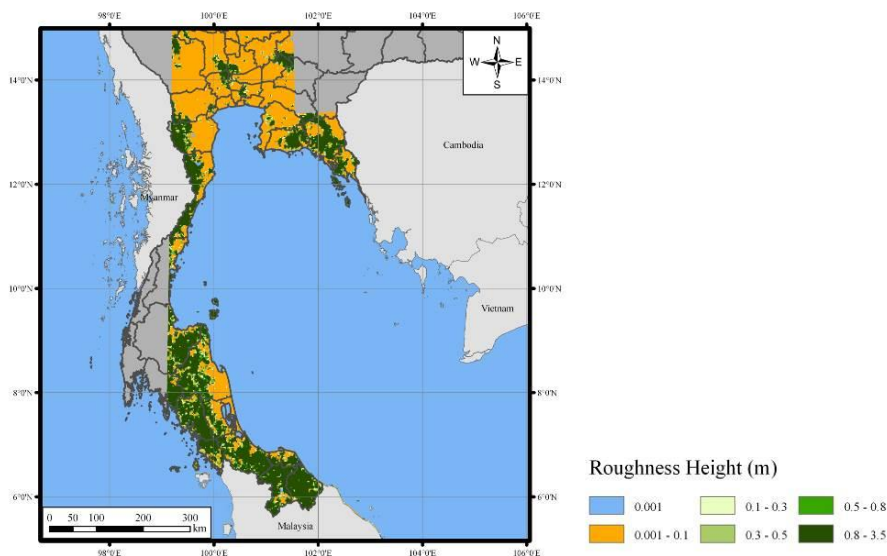 98°0'E 100°0'E 102°0'E 104°0'E 106°0'E
N
W E
S
14°0'N 14°0'N
Cambodia
12°0'N 12°0'N
Myanmar
10°0'N 10°0'N
Vietnam
8°0'N 8°0'N
6°0'N 6°0'N
0 50 100 200 300
km
Malaysia
98°0'E 100°0'E 102°0'E 104°0'E 106°0'E
Roughness Height (m)
0.001 0.1 - 0.3 0.5 - 0.8
0.001 - 0.1 0.3 - 0.5 0.8 - 3.5